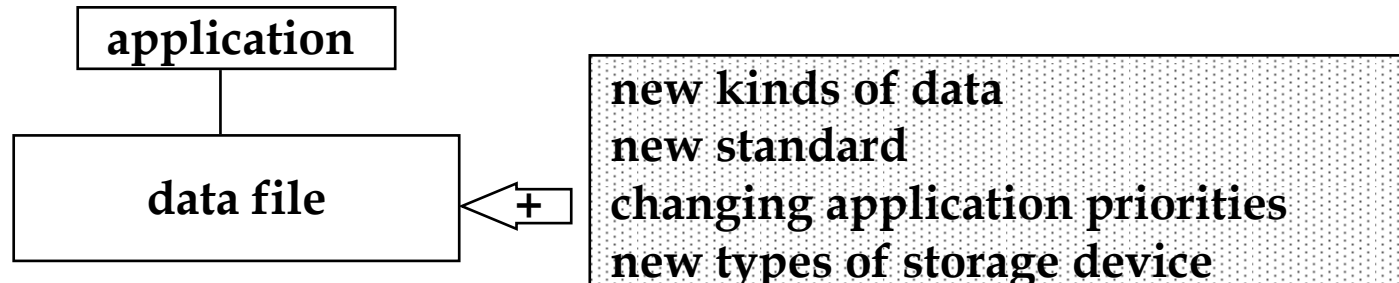 application
data file
+
new kinds of data
new standard
changing application priorities
new types of storage device